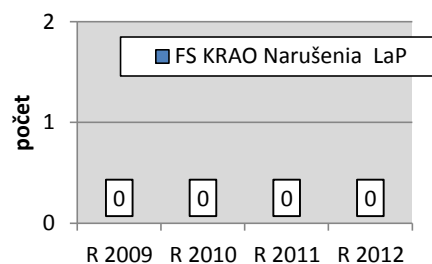 2
FS KRAO Narušenia LaP
počet
1
0 0 0 0
0
R 2009 R 2010 R 2011 R 2012